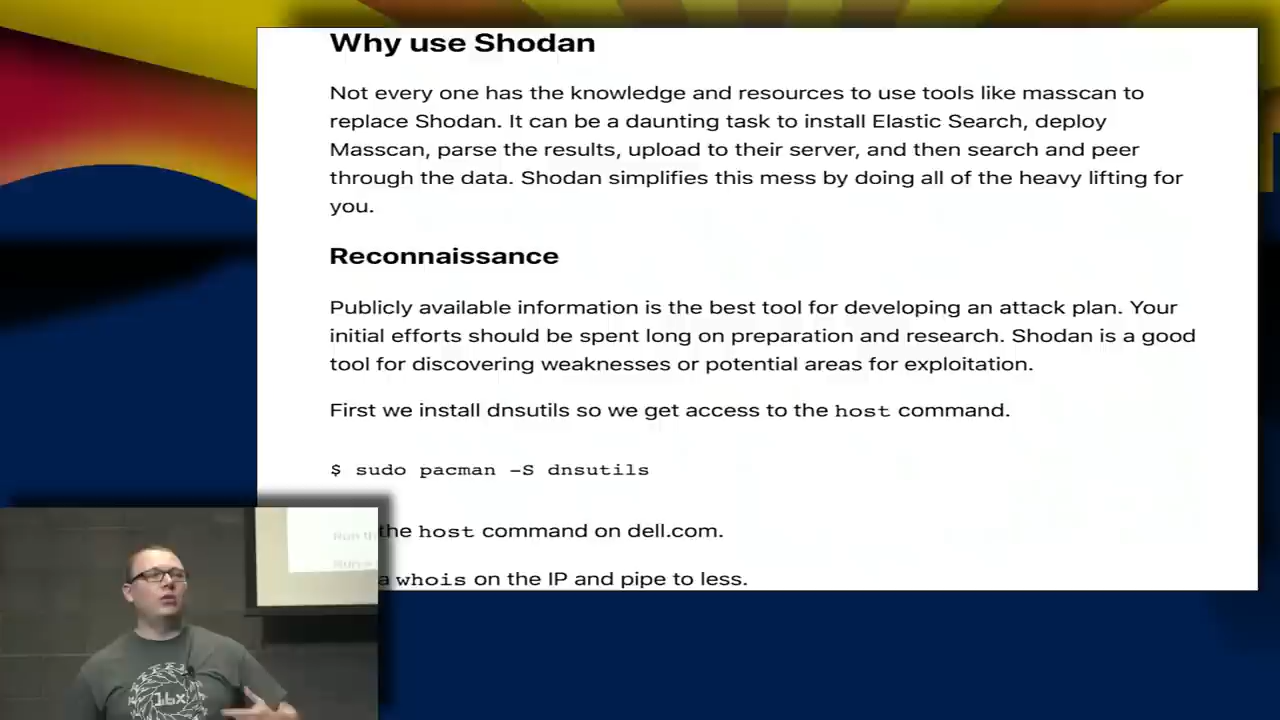 Why use Shodan
Not every one has the knowledge and resources to use tools like masscan to
replace Shodan. It can be a daunting task to install Elastic Search, deploy
Masscan, parse the results, upload to their server, and then search and peer
through the data. Shodan simplifies this mess by doing all of the heavy lifting for
you.
Reconnaissance
Publicly available information is the best tool for developing an attack plan. Your
initial efforts should be spent long on preparation and research. Shodan is a good
tool for discovering weaknesses or potential areas for exploitation.
First we install dnsutils so we get access to the host command.
$ sudo pacman -S dnsutils
the host command on dell.com.
a whois on the IP and pipe to less.
Run th